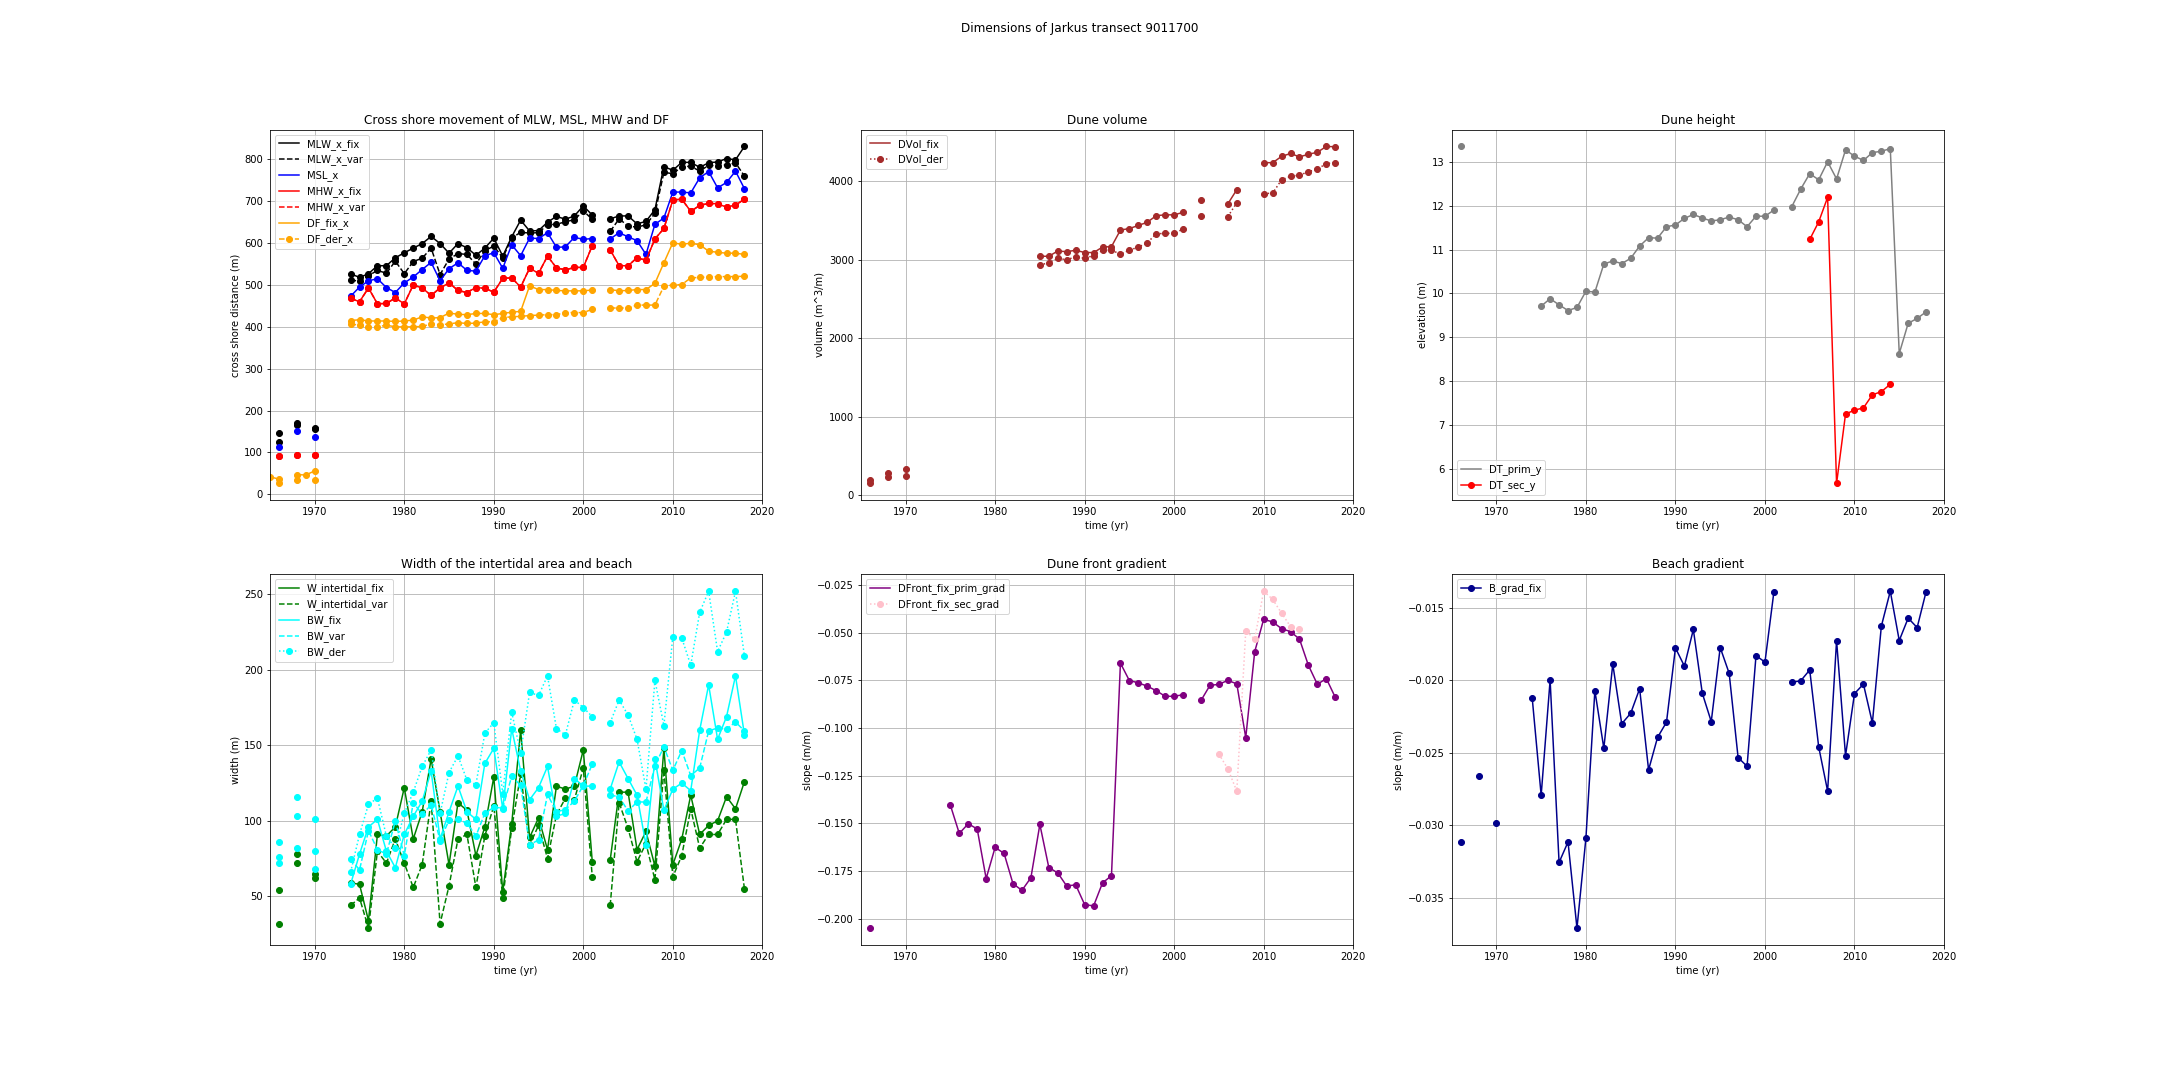 Dimensions of Jarkus transect 9011700
Cross shore movement of MLW, MSL, MHW and DF
MLW_x_fix
MLW_x_var
MSL_x
MHW_x_fix
MHW_x_var
DF_fix_x
DF_der_x
800
700
600
500
400
300
200
100
0
cross shore distance (m)
1970 1980 1990 2000 2010 2020
time (yr)
Dune volume
DVol_fix
DVol_der
4000
3000
2000
1000
0
volume (m^3/m)
1970 1980 1990 2000 2010 2020
time (yr)
Dune height
13
12
11
10
9
8
7
6
elevation (m)
DT_prim_y
DT_sec_y
1970 1980 1990 2000 2010 2020
time (yr)
Width of the intertidal area and beach
W_intertidal_fix
W_intertidal_var
BW_fix
BW_var
BW_der
250
200
150
100
50
width (m)
1970 1980 1990 2000 2010 2020
time (yr)
Dune front gradient
DFront_fix_prim_grad
DFront_fix_sec_grad
−0.025
−0.050
−0.075
−0.100
−0.125
−0.150
−0.175
−0.200
slope (m/m)
1970 1980 1990 2000 2010 2020
time (yr)
Beach gradient
B_grad_fix
−0.015
−0.020
−0.025
−0.030
−0.035
slope (m/m)
1970 1980 1990 2000 2010 2020
time (yr)